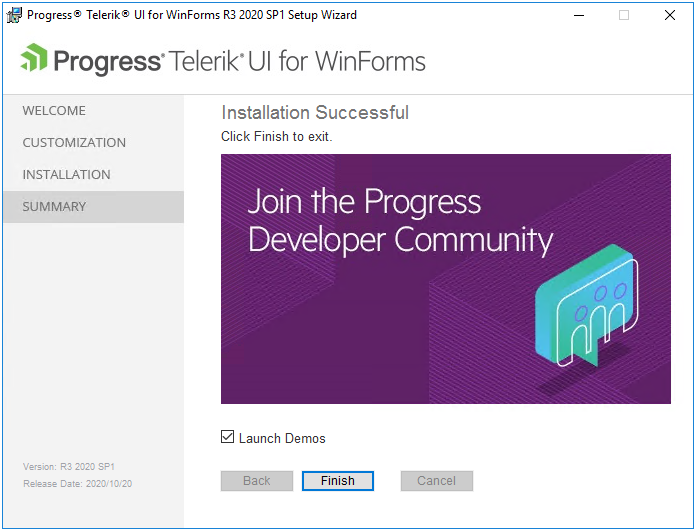 Progress® Telerik® UI for WinForms R3 2020 SP1 Setup Wizard
Progress® Telerik® UI for WinForms
WELCOME
CUSTOMIZATION
INSTALLATION
SUMMARY
Installation Successful
Click Finish to exit.
Join the Progress
Developer Community
Launch Demos
Version: R3 2020 SP1
Release Date: 2020/10/20
Back
Finish
Cancel